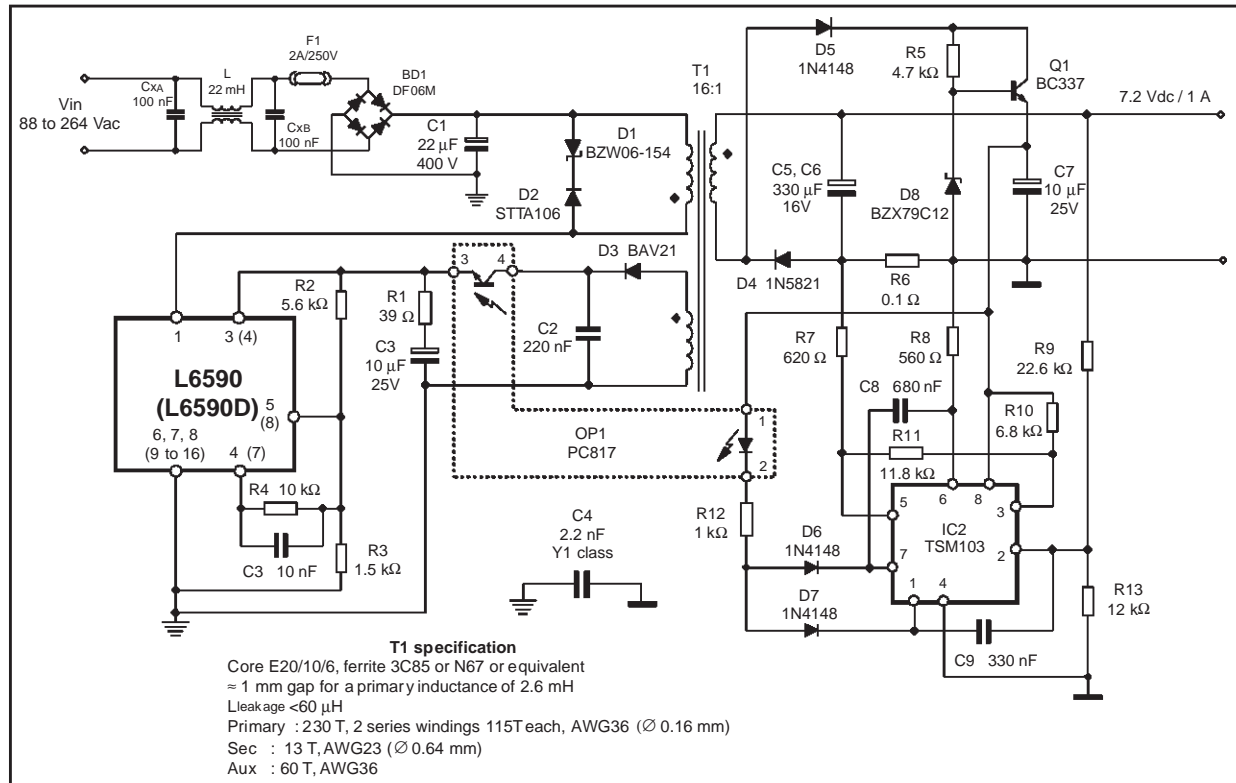 F1
2A/250V
CXA
100 nF
L
22 mH
BD1
DF06M
Vin
88 to 264 Vac
CXB
100 nF
C1
22 µF
400 V
D1
BZW06-154
D2
STTA106
T1
16:1
D5
1N4148
R5
4.7 kΩ
Q1
BC337
7.2 Vdc / 1 A
C5, C6
330 µF
16V
D8
BZX79C12
C7
10 µF
25V
D4 1N5821
R6
0.1 Ω
D3 BAV21
3
4
R2
5.6 kΩ
R1
39 Ω
C3
10 µF
25V
C2
220 nF
1
3 (4)
L6590
(L6590D)
5
(8)
6, 7, 8
(9 to 16)
4 (7)
R4 10 kΩ
C3 10 nF
R3
1.5 kΩ
OP1
PC817
1
2
R7
620 Ω
R8
560 Ω
R9
22.6 kΩ
C8 680 nF
R10
6.8 kΩ
R11
11.8 kΩ
R12
1 kΩ
5
6
8
3
IC2
TSM103
7
2
1
4
D6
1N4148
D7
1N4148
R13
12 kΩ
C9 330 nF
C4
2.2 nF
Y1 class
T1 specification
Core E20/10/6, ferrite 3C85 or N67 or equivalent
≈ 1 mm gap for a primary inductance of 2.6 mH
Lleakage <60 µH
Primary : 230 T, 2 series windings 115T each, AWG36 (∅ 0.16 mm)
Sec : 13 T, AWG23 (∅ 0.64 mm)
Aux : 60 T, AWG36